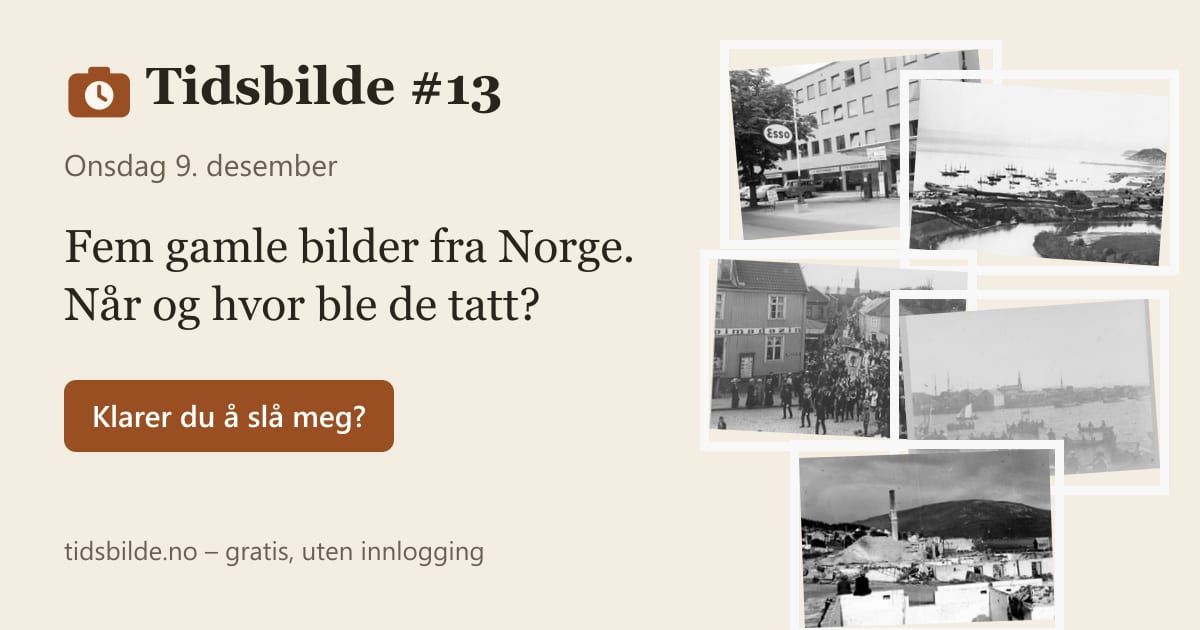 Tidsbilde #13
Onsdag 9. desember
Fem gamle bilder fra Norge.
Når og hvor ble de tatt?
Klarer du å slå meg?
tidsbilde.no – gratis, uten innlogging
Esso